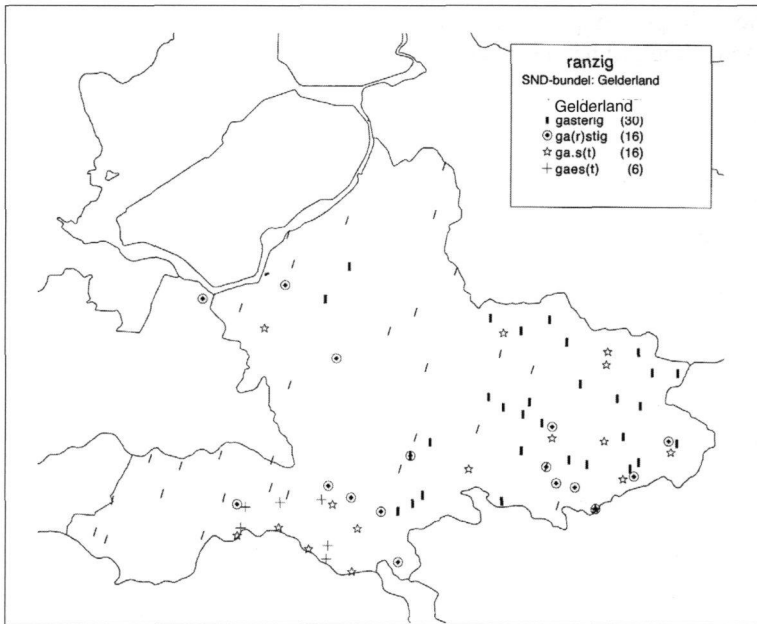 ranzig
SND-bundel: Gelderland
Gelderland
gasterig (30)
ga(r)stig (16)
ga.s(t) (16)
gaes(t) (6)